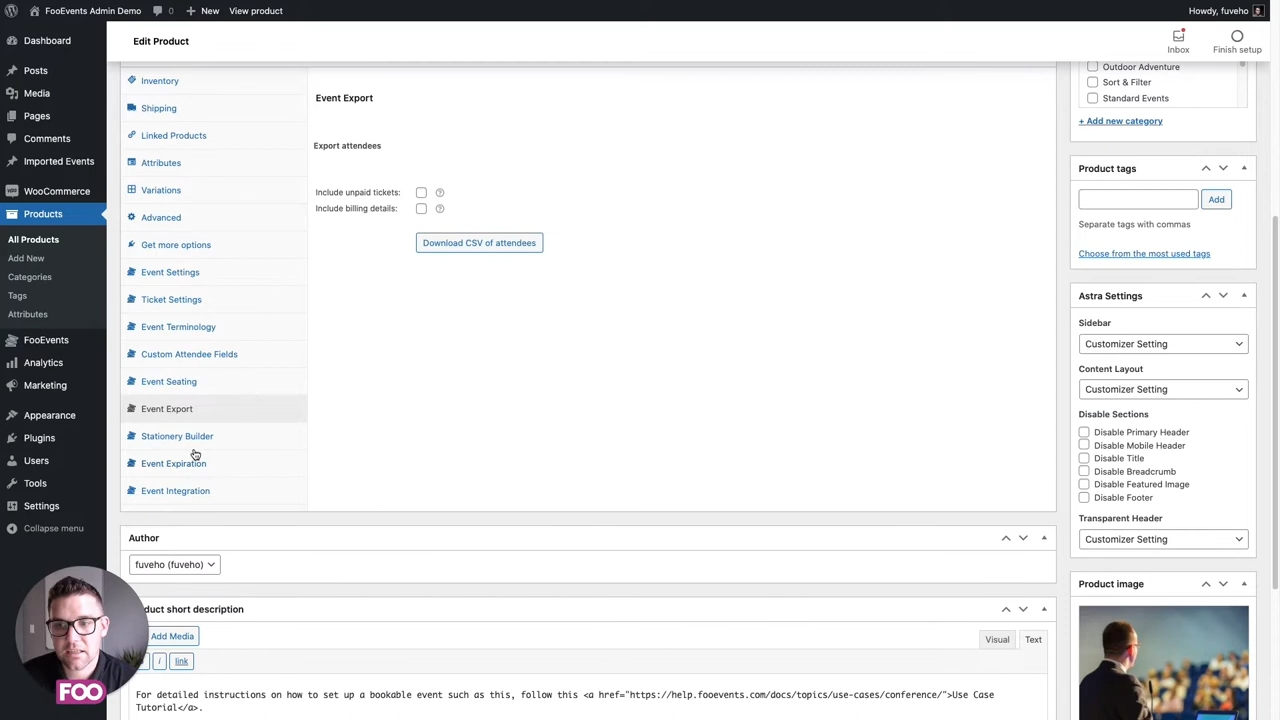 FooEvents Admin Demo
0
New
View product
Howdy, fuveho
Dashboard
Posts
Media
Pages
Comments
Imported Events
WooCommerce
Products
All Products
Add New
Categories
Tags
Attributes
FooEvents
Analytics
Marketing
Appearance
Plugins
Users
Tools
Settings
Collapse menu
FOO
Edit Product
Inbox
Finish setup
Inventory
Shipping
Linked Products
Attributes
Variations
Advanced
Get more options
Event Settings
Ticket Settings
Event Terminology
Custom Attendee Fields
Event Seating
Event Export
Stationery Builder
Event Expiration
Event Integration
Event Export
Export attendees
Include unpaid tickets:
Include billing details:
Download CSV of attendees
Author
fuveho (fuveho)
oduct short description
Add Media
Visual
Text
i
link
For detailed instructions on how to set up a bookable event such as this, follow this <a href="https://help.fooevents.com/docs/topics/use-cases/conference/">Use Case
Tutorial</a>.
Outdoor Adventure
Sort & Filter
Standard Events
+ Add new category
Product tags
Add
Separate tags with commas
Choose from the most used tags
Astra Settings
Sidebar
Customizer Setting
Content Layout
Customizer Setting
Disable Sections
Disable Primary Header
Disable Mobile Header
Disable Title
Disable Breadcrumb
Disable Featured Image
Disable Footer
Transparent Header
Customizer Setting
Product image